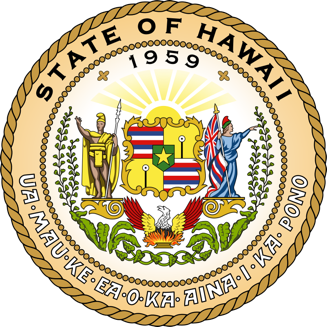 STATE OF HAWAII
1959
UA·MAU·KE·EA·O·KA·AINA·I·KA·PONO